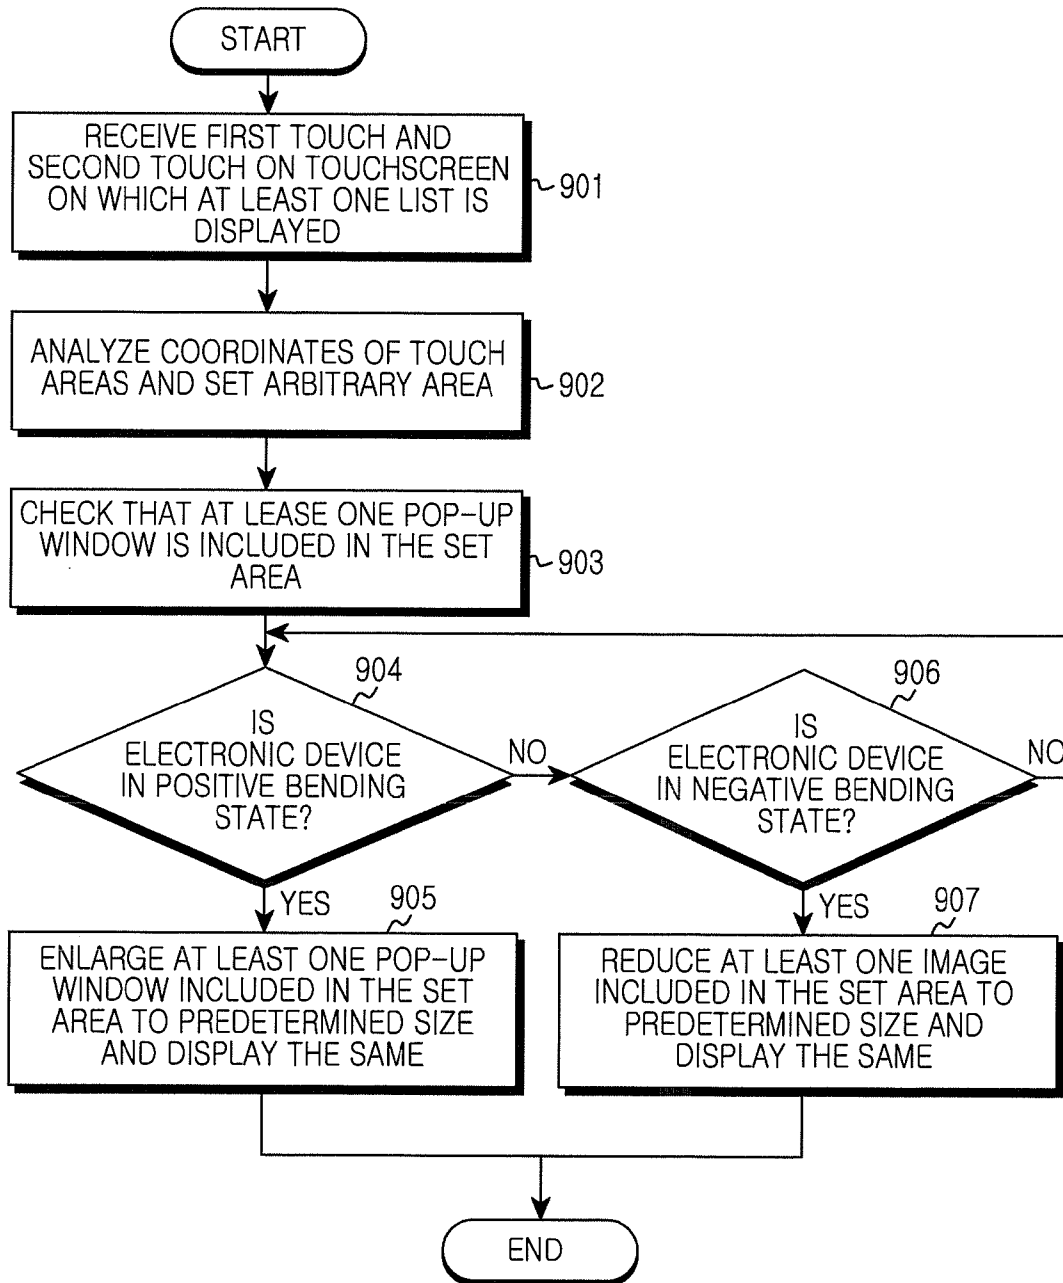 START
RECEIVE FIRST TOUCH AND
SECOND TOUCH ON TOUCHSCREEN
ON WHICH AT LEAST ONE LIST IS
DISPLAYED
901
ANALYZE COORDINATES OF TOUCH
AREAS AND SET ARBITRARY AREA
902
CHECK THAT AT LEASE ONE POP-UP
WINDOW IS INCLUDED IN THE SET
AREA
903
904
IS
ELECTRONIC DEVICE
IN POSITIVE BENDING
STATE?
NO
906
IS
ELECTRONIC DEVICE
IN NEGATIVE BENDING
STATE?
NO
YES
905
ENLARGE AT LEAST ONE POP-UP
WINDOW INCLUDED IN THE SET
AREA TO PREDETERMINED SIZE
AND DISPLAY THE SAME
YES
907
REDUCE AT LEAST ONE IMAGE
INCLUDED IN THE SET AREA TO
PREDETERMINED SIZE AND
DISPLAY THE SAME
END